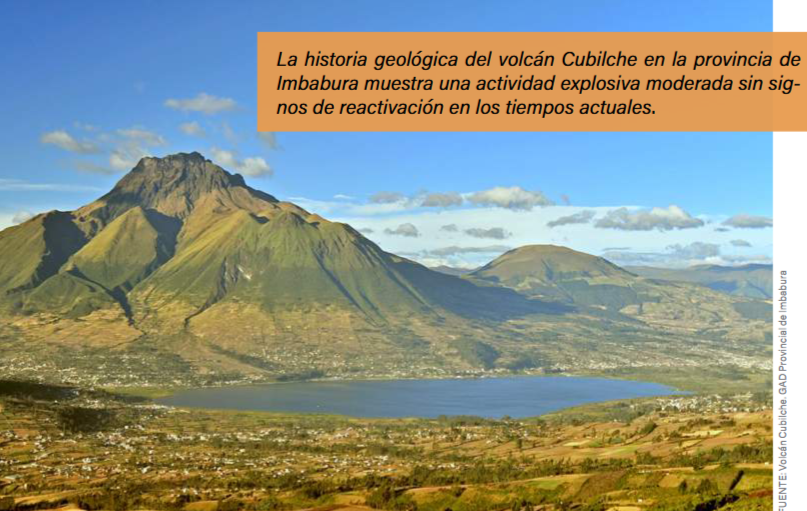 La historia geológica del volcán Cubilche en la provincia de
Imbabura muestra una actividad explosiva moderada sin sig-
nos de reactivación en los tiempos actuales.
FUENTE: Volcán Cubilche. GAD Provincial de Imbabura